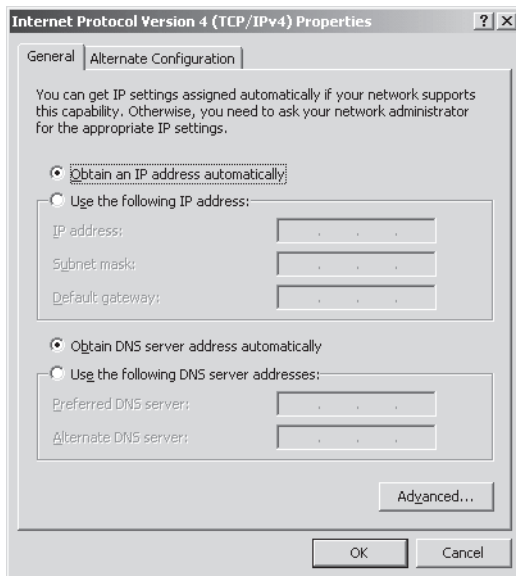 Internet Protocol Version 4 (TCP/IPv4) Properties
General
Alternate Configuration
You can get IP settings assigned automatically if your network supports
this capability. Otherwise, you need to ask your network administrator
for the appropriate IP settings.
Obtain an IP address automatically
Use the following IP address:
IP address:
Subnet mask:
Default gateway:
Obtain DNS server address automatically
Use the following DNS server addresses:
Preferred DNS server:
Alternate DNS server:
Advanced...
OK
Cancel